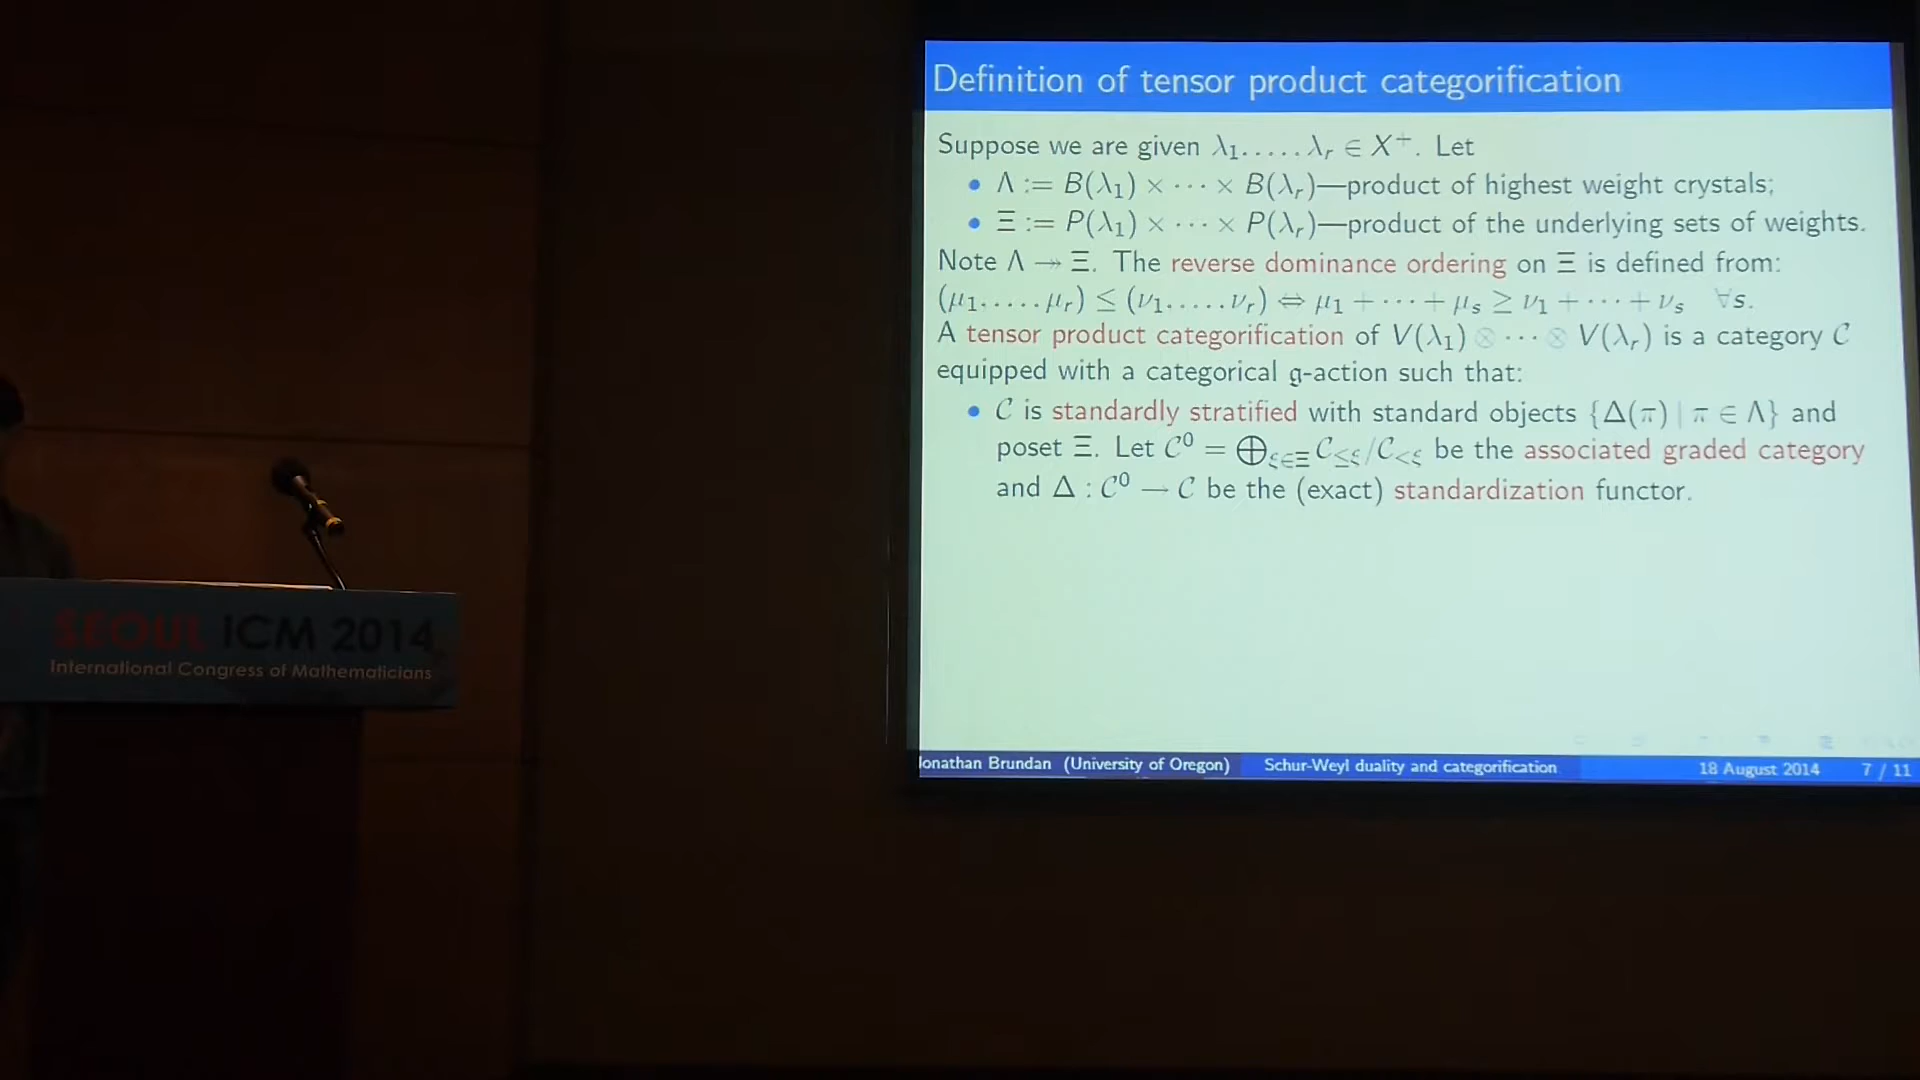 Definition of tensor product categorification
Suppose we are given λ₁.....λᵣ ∈ X⁺. Let
• Λ := B(λ₁) × ··· × B(λᵣ)—product of highest weight crystals;
• Ξ := P(λ₁) × ··· × P(λᵣ)—product of the underlying sets of weights.
Note Λ ↠ Ξ. The reverse dominance ordering on Ξ is defined from:
(μ₁.....μᵣ) ≤ (ν₁.....νᵣ) ⇔ μ₁ + ··· + μₛ ≥ ν₁ + ··· + νₛ ∀s.
A tensor product categorification of V(λ₁) ⊗ ··· ⊗ V(λᵣ) is a category 𝒞
equipped with a categorical 𝔤-action such that:
• 𝒞 is standardly stratified with standard objects {Δ(π) | π ∈ Λ} and
poset Ξ. Let 𝒞⁰ = ⊕_{ξ∈Ξ} 𝒞_{≤ξ}/𝒞_{<ξ} be the associated graded category
and Δ : 𝒞⁰ → 𝒞 be the (exact) standardization functor.
Jonathan Brundan (University of Oregon) Schur-Weyl duality and categorification 18 August 2014 7 / 11
SEOUL ICM 2014
International Congress of Mathematicians